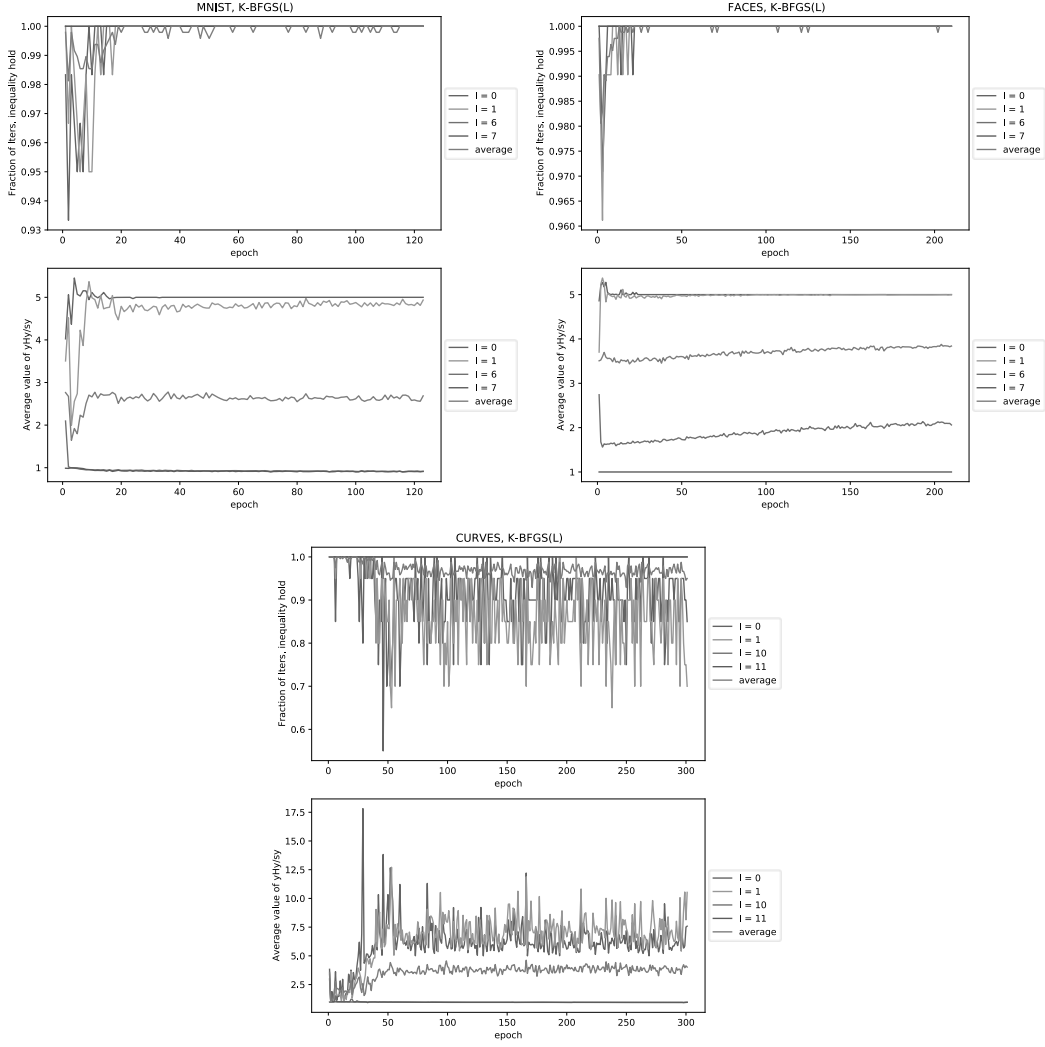 MNIST, K-BFGS(L)
Fraction of Iters, inequality hold
1.00
0.99
0.98
0.97
0.96
0.95
0.94
0.93
0 20 40 60 80 100 120
epoch
l = 0
l = 1
l = 6
l = 7
average
FACES, K-BFGS(L)
Fraction of Iters, inequality hold
1.000
0.995
0.990
0.985
0.980
0.975
0.970
0.965
0.960
0 50 100 150 200
epoch
l = 0
l = 1
l = 6
l = 7
average
Average value of yHy/sy
5
4
3
2
1
0 20 40 60 80 100 120
epoch
l = 0
l = 1
l = 6
l = 7
average
Average value of yHy/sy
5
4
3
2
1
0 50 100 150 200
epoch
l = 0
l = 1
l = 6
l = 7
average
CURVES, K-BFGS(L)
Fraction of Iters, inequality hold
1.0
0.9
0.8
0.7
0.6
0 50 100 150 200 250 300
epoch
l = 0
l = 1
l = 10
l = 11
average
Average value of yHy/sy
17.5
15.0
12.5
10.0
7.5
5.0
2.5
0 50 100 150 200 250 300
epoch
l = 0
l = 1
l = 10
l = 11
average